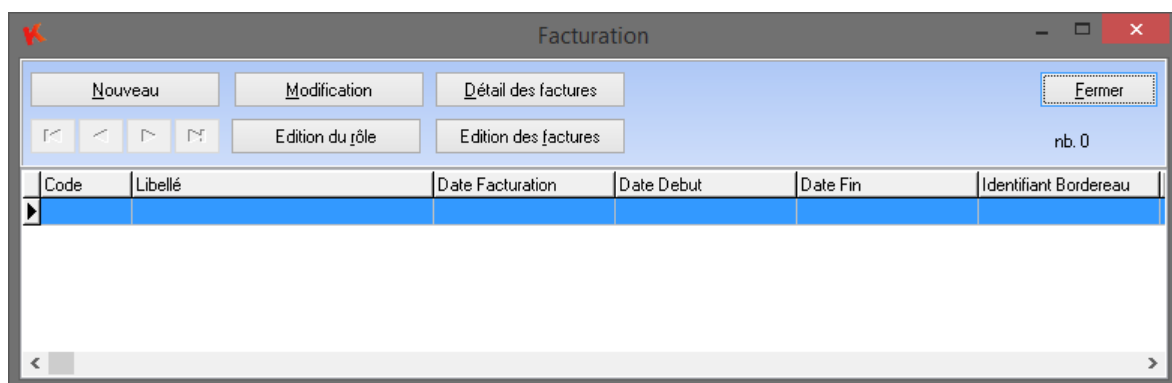 Facturation
Nouveau Modification Détail des factures Fermer
Edition du rôle Edition des factures nb. 0
Code Libellé Date Facturation Date Debut Date Fin Identifiant Bordereau